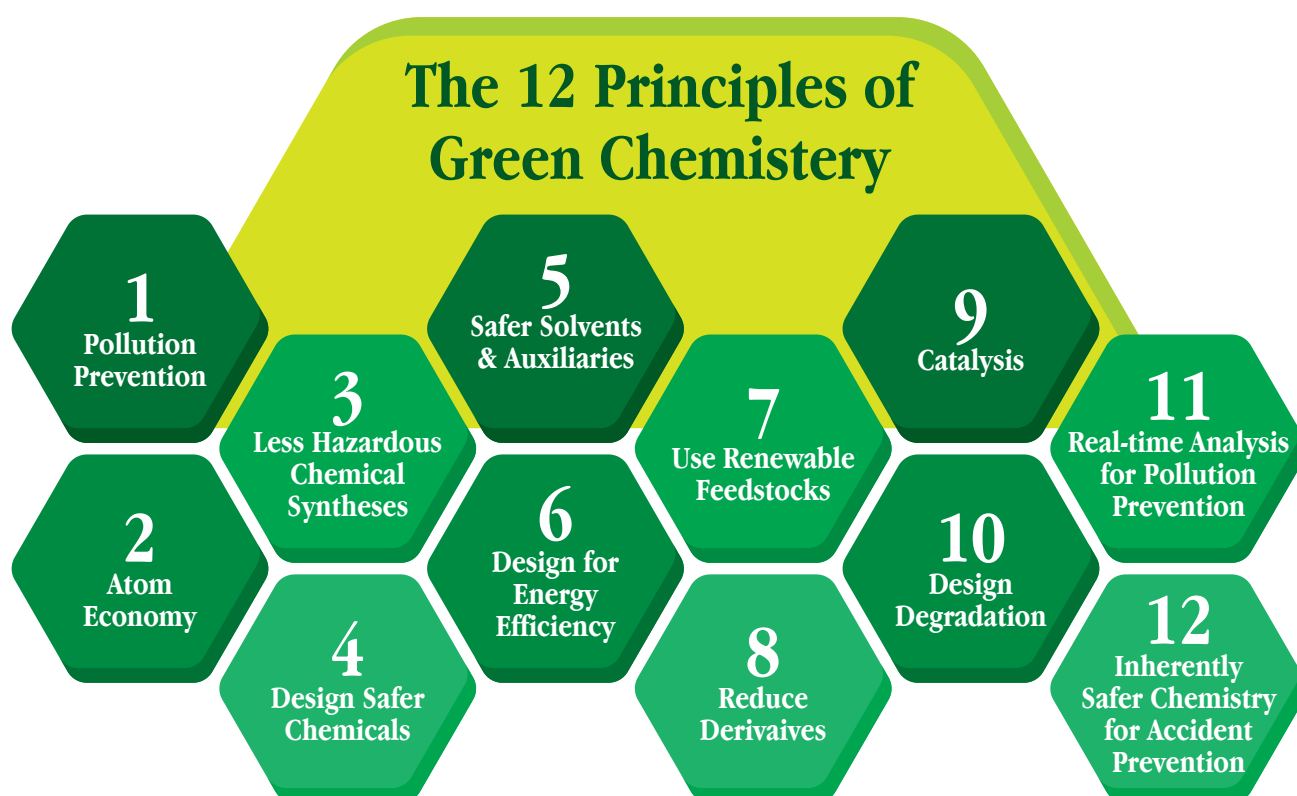 The 12 Principles of
Green Chemistery
1
Pollution
Prevention
2
Atom
Economy
3
Less Hazardous
Chemical
Syntheses
4
Design Safer
Chemicals
5
Safer Solvents
& Auxiliaries
6
Design for
Energy
Efficiency
7
Use Renewable
Feedstocks
8
Reduce
Derivaives
9
Catalysis
10
Design
Degradation
11
Real-time Analysis
for Pollution
Prevention
12
Inherently
Safer Chemistry
for Accident
Prevention